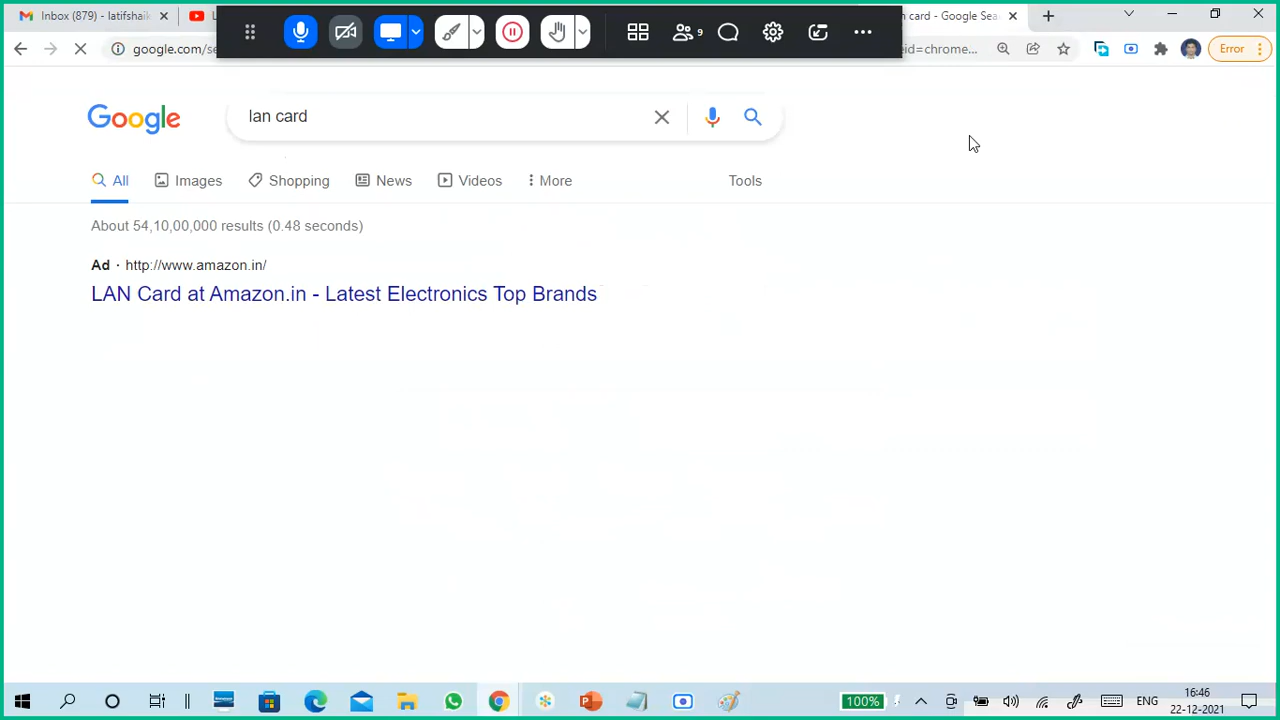 Inbox (879) - latifshaik
n card - Google Sea
google.com/se
9
eid=chrome...
Error
Google
lan card
All
Images
Shopping
News
Videos
More
Tools
About 54,10,00,000 results (0.48 seconds)
Ad · http://www.amazon.in/
LAN Card at Amazon.in - Latest Electronics Top Brands
100%
ENG
16:46
22-12-2021